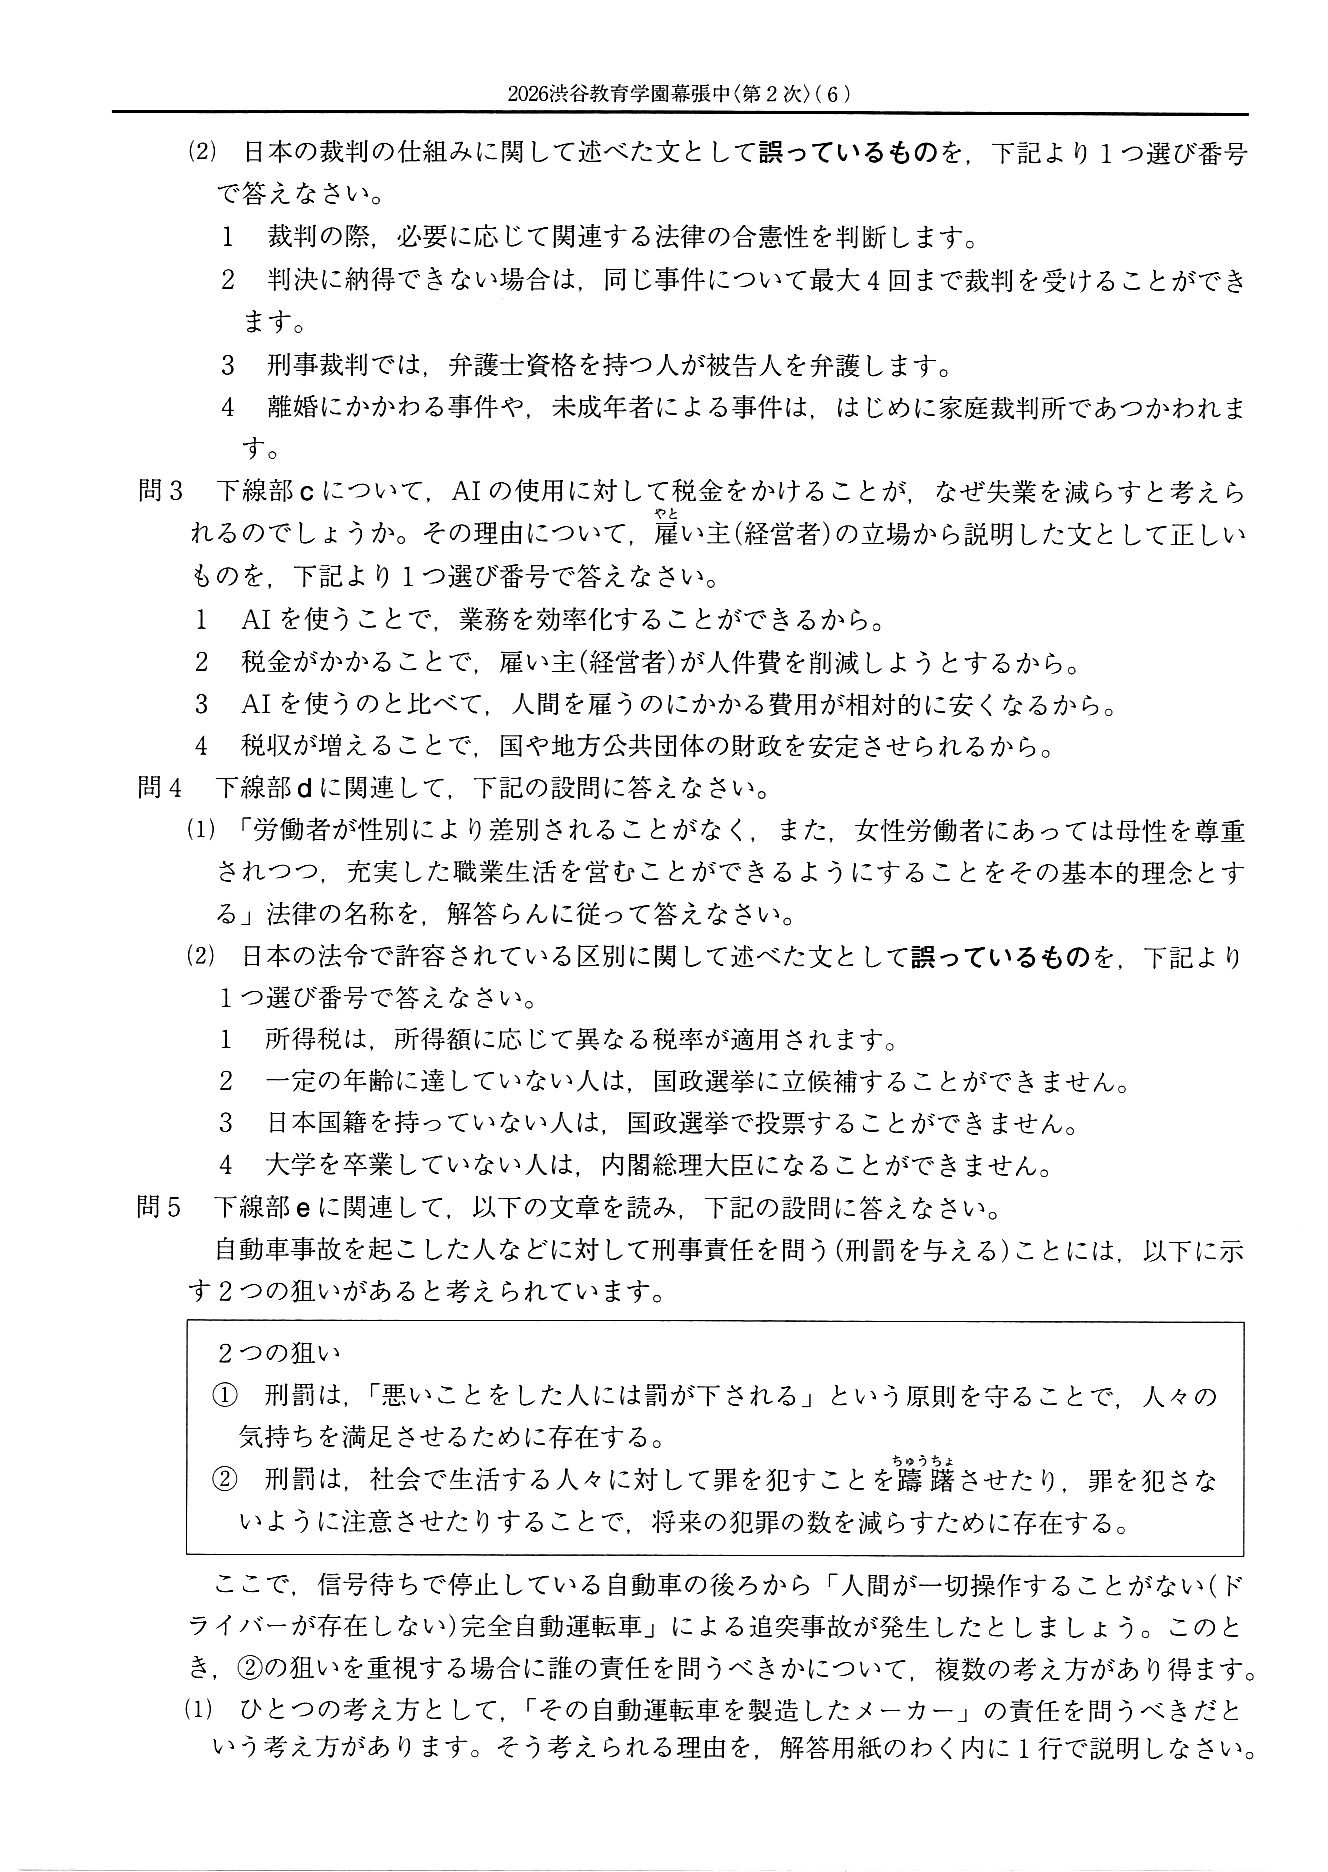 2026渋谷教育学園幕張中〈第2次〉(6)
(2) 日本の裁判の仕組みに関して述べた文として誤っているものを，下記より1つ選び番号
で答えなさい。
1 裁判の際，必要に応じて関連する法律の合憲性を判断します。
2 判決に納得できない場合は，同じ事件について最大4回まで裁判を受けることができ
ます。
3 刑事裁判では，弁護士資格を持つ人が被告人を弁護します。
4 離婚にかかわる事件や，未成年者による事件は，はじめに家庭裁判所であつかわれま
す。
問3 下線部cについて，AIの使用に対して税金をかけることが，なぜ失業を減らすと考えら
やと
れるのでしょうか。その理由について，雇い主(経営者)の立場から説明した文として正しい
ものを，下記より1つ選び番号で答えなさい。
1 AIを使うことで，業務を効率化することができるから。
2 税金がかかることで，雇い主(経営者)が人件費を削減しようとするから。
3 AIを使うのと比べて，人間を雇うのにかかる費用が相対的に安くなるから。
4 税収が増えることで，国や地方公共団体の財政を安定させられるから。
問4 下線部dに関連して，下記の設問に答えなさい。
(1) 「労働者が性別により差別されることがなく，また，女性労働者にあっては母性を尊重
されつつ，充実した職業生活を営むことができるようにすることをその基本的理念とす
る」法律の名称を，解答らんに従って答えなさい。
(2) 日本の法令で許容されている区別に関して述べた文として誤っているものを，下記より
1つ選び番号で答えなさい。
1 所得税は，所得額に応じて異なる税率が適用されます。
2 一定の年齢に達していない人は，国政選挙に立候補することができません。
3 日本国籍を持っていない人は，国政選挙で投票することができません。
4 大学を卒業していない人は，内閣総理大臣になることができません。
問5 下線部eに関連して，以下の文章を読み，下記の設問に答えなさい。
自動車事故を起こした人などに対して刑事責任を問う(刑罰を与える)ことには，以下に示
す2つの狙いがあると考えられています。
2つの狙い
① 刑罰は，「悪いことをした人には罰が下される」という原則を守ることで，人々の
気持ちを満足させるために存在する。
ちゅうちょ
② 刑罰は，社会で生活する人々に対して罪を犯すことを躊躇させたり，罪を犯さな
いように注意させたりすることで，将来の犯罪の数を減らすために存在する。
ここで，信号待ちで停止している自動車の後ろから「人間が一切操作することがない(ド
ライバーが存在しない)完全自動運転車」による追突事故が発生したとしましょう。このと
き，②の狙いを重視する場合に誰の責任を問うべきかについて，複数の考え方があり得ます。
(1) ひとつの考え方として，「その自動運転車を製造したメーカー」の責任を問うべきだと
いう考え方があります。そう考えられる理由を，解答用紙のわく内に1行で説明しなさい。